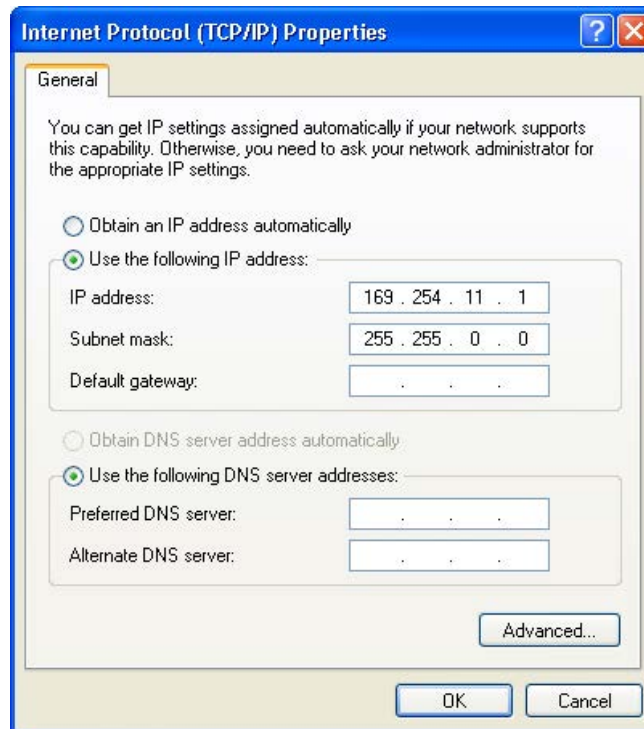 Internet Protocol (TCP/IP) Properties
General
You can get IP settings assigned automatically if your network supports
this capability. Otherwise, you need to ask your network administrator for
the appropriate IP settings.
Obtain an IP address automatically
Use the following IP address:
IP address: 169 . 254 . 11 . 1
Subnet mask: 255 . 255 . 0 . 0
Default gateway: . . .
Obtain DNS server address automatically
Use the following DNS server addresses:
Preferred DNS server: . . .
Alternate DNS server: . . .
Advanced...
OK Cancel